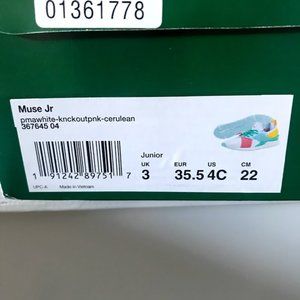 01361778
Muse Jr
pmawhite-knckoutpnk-cerulean
367645 04
Junior
UK EUR US CM
3 35.5 4C 22
1 91242 89751 7
UPC-A Made in Vietnam